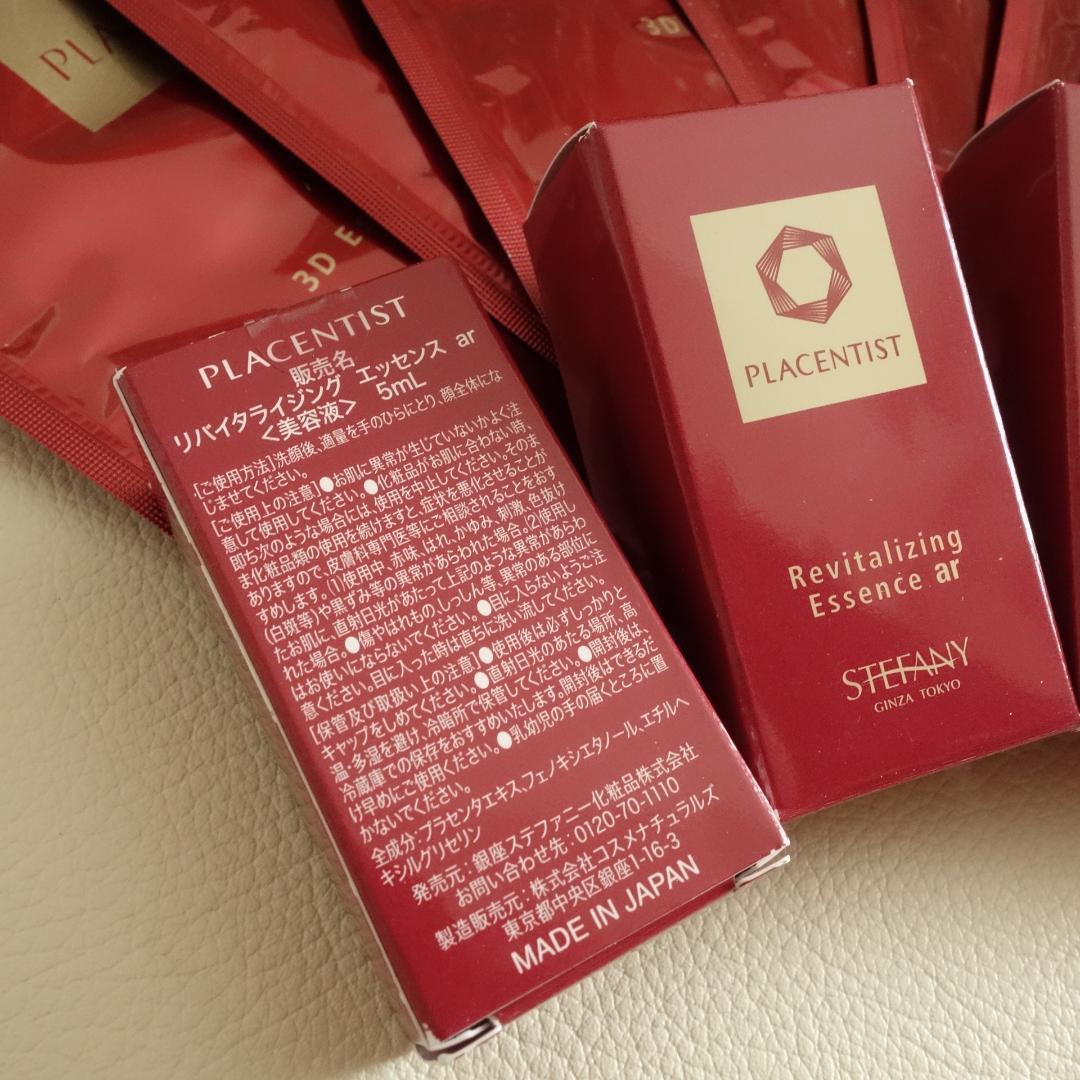 PLA
3D
3D E
PLACENTIST
販売名
リバイタライジング エッセンス ar
<美容液> 5mL
[ご使用方法]洗顔後、適量を手のひらにとり、顔全体にな
じませてください。
[ご使用上の注意]●お肌に異常が生じていないかよく注
意して使用してください。●化粧品がお肌に合わない時、
即ち次のような場合には、使用を中止してください。そのま
ま化粧品類の使用を続けますと、症状を悪化させることが
ありますので、皮膚科専門医等にご相談されることをおす
すめします。(1)使用中、赤味、はれ、かゆみ、刺激、色抜け
(白斑等)や黒ずみ等の異常があらわれた場合。(2)使用し
たお肌に、直射日光があたって上記のような異常があらわ
れた場合 ●傷やはれもの、しっしん等、異常のある部位に
はお使いにならないでください。●目に入らないようご注
意ください。目に入った時は直ちに洗い流してください。
[保管及び取扱い上の注意]●使用後は必ずしっかりと
キャップをしめてください。●直射日光のあたる場所、高
温・多湿を避け、冷暗所で保管してください。●開封後は、
冷蔵庫での保存をおすすめいたします。開封後はできるだ
け早めにご使用ください。●乳幼児の手の届くところに置
かないでください。
全成分:プラセンタエキス、フェノキシエタノール、エチルヘ
キシルグリセリン
発売元:銀座ステファニー化粧品株式会社
お問い合わせ先:0120-70-1110
製造販売元:株式会社コスメナチュラルズ
東京都中央区銀座1-16-3
MADE IN JAPAN
PLACENTIST
Revitalizing
Essence ar
STEFANY
GINZA TOKYO